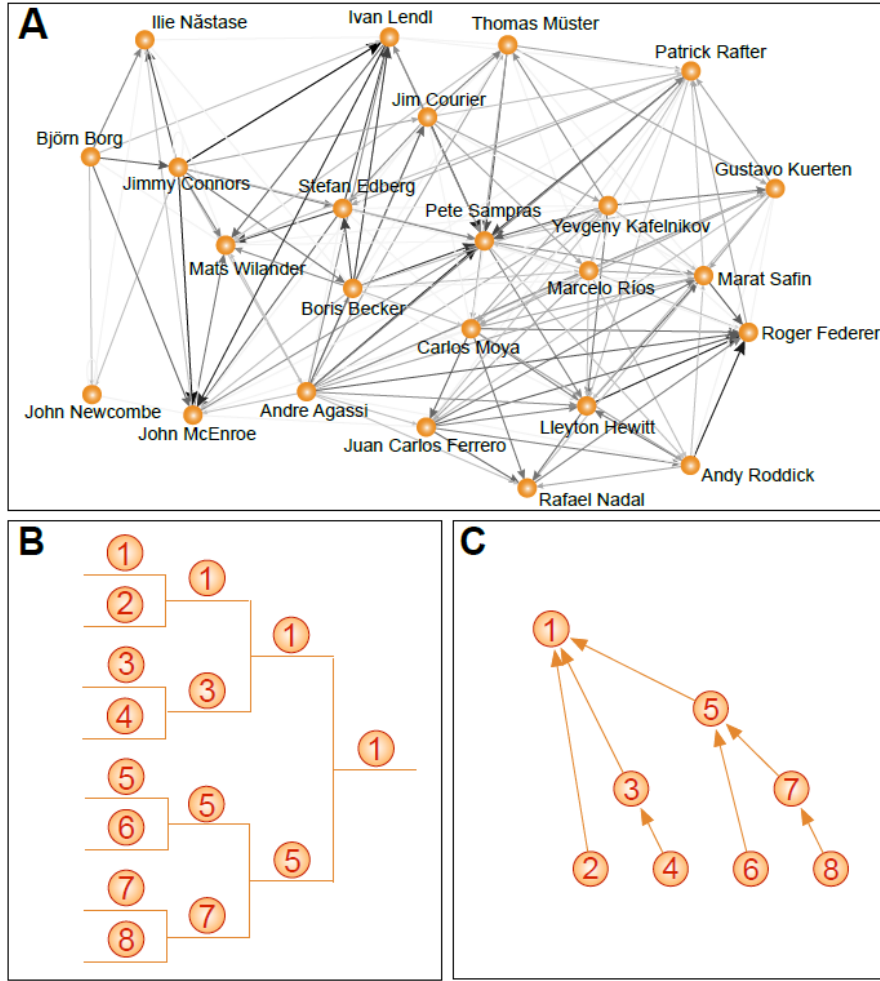 A
Ilie Năstase
Ivan Lendl
Thomas Müster
Patrick Rafter
Jim Courier
Björn Borg
Jimmy Connors
Stefan Edberg
Gustavo Kuerten
Pete Sampras
Yevgeny Kafelnikov
Mats Wilander
Marat Safin
Boris Becker
Marcelo Ríos
Roger Federer
Carlos Moya
John Newcombe
Andre Agassi
John McEnroe
Juan Carlos Ferrero
Lleyton Hewitt
Andy Roddick
Rafael Nadal
B
1
2
1
3
4
3
1
5
6
5
7
8
7
5
1
C
1
5
3
7
2
4
6
8